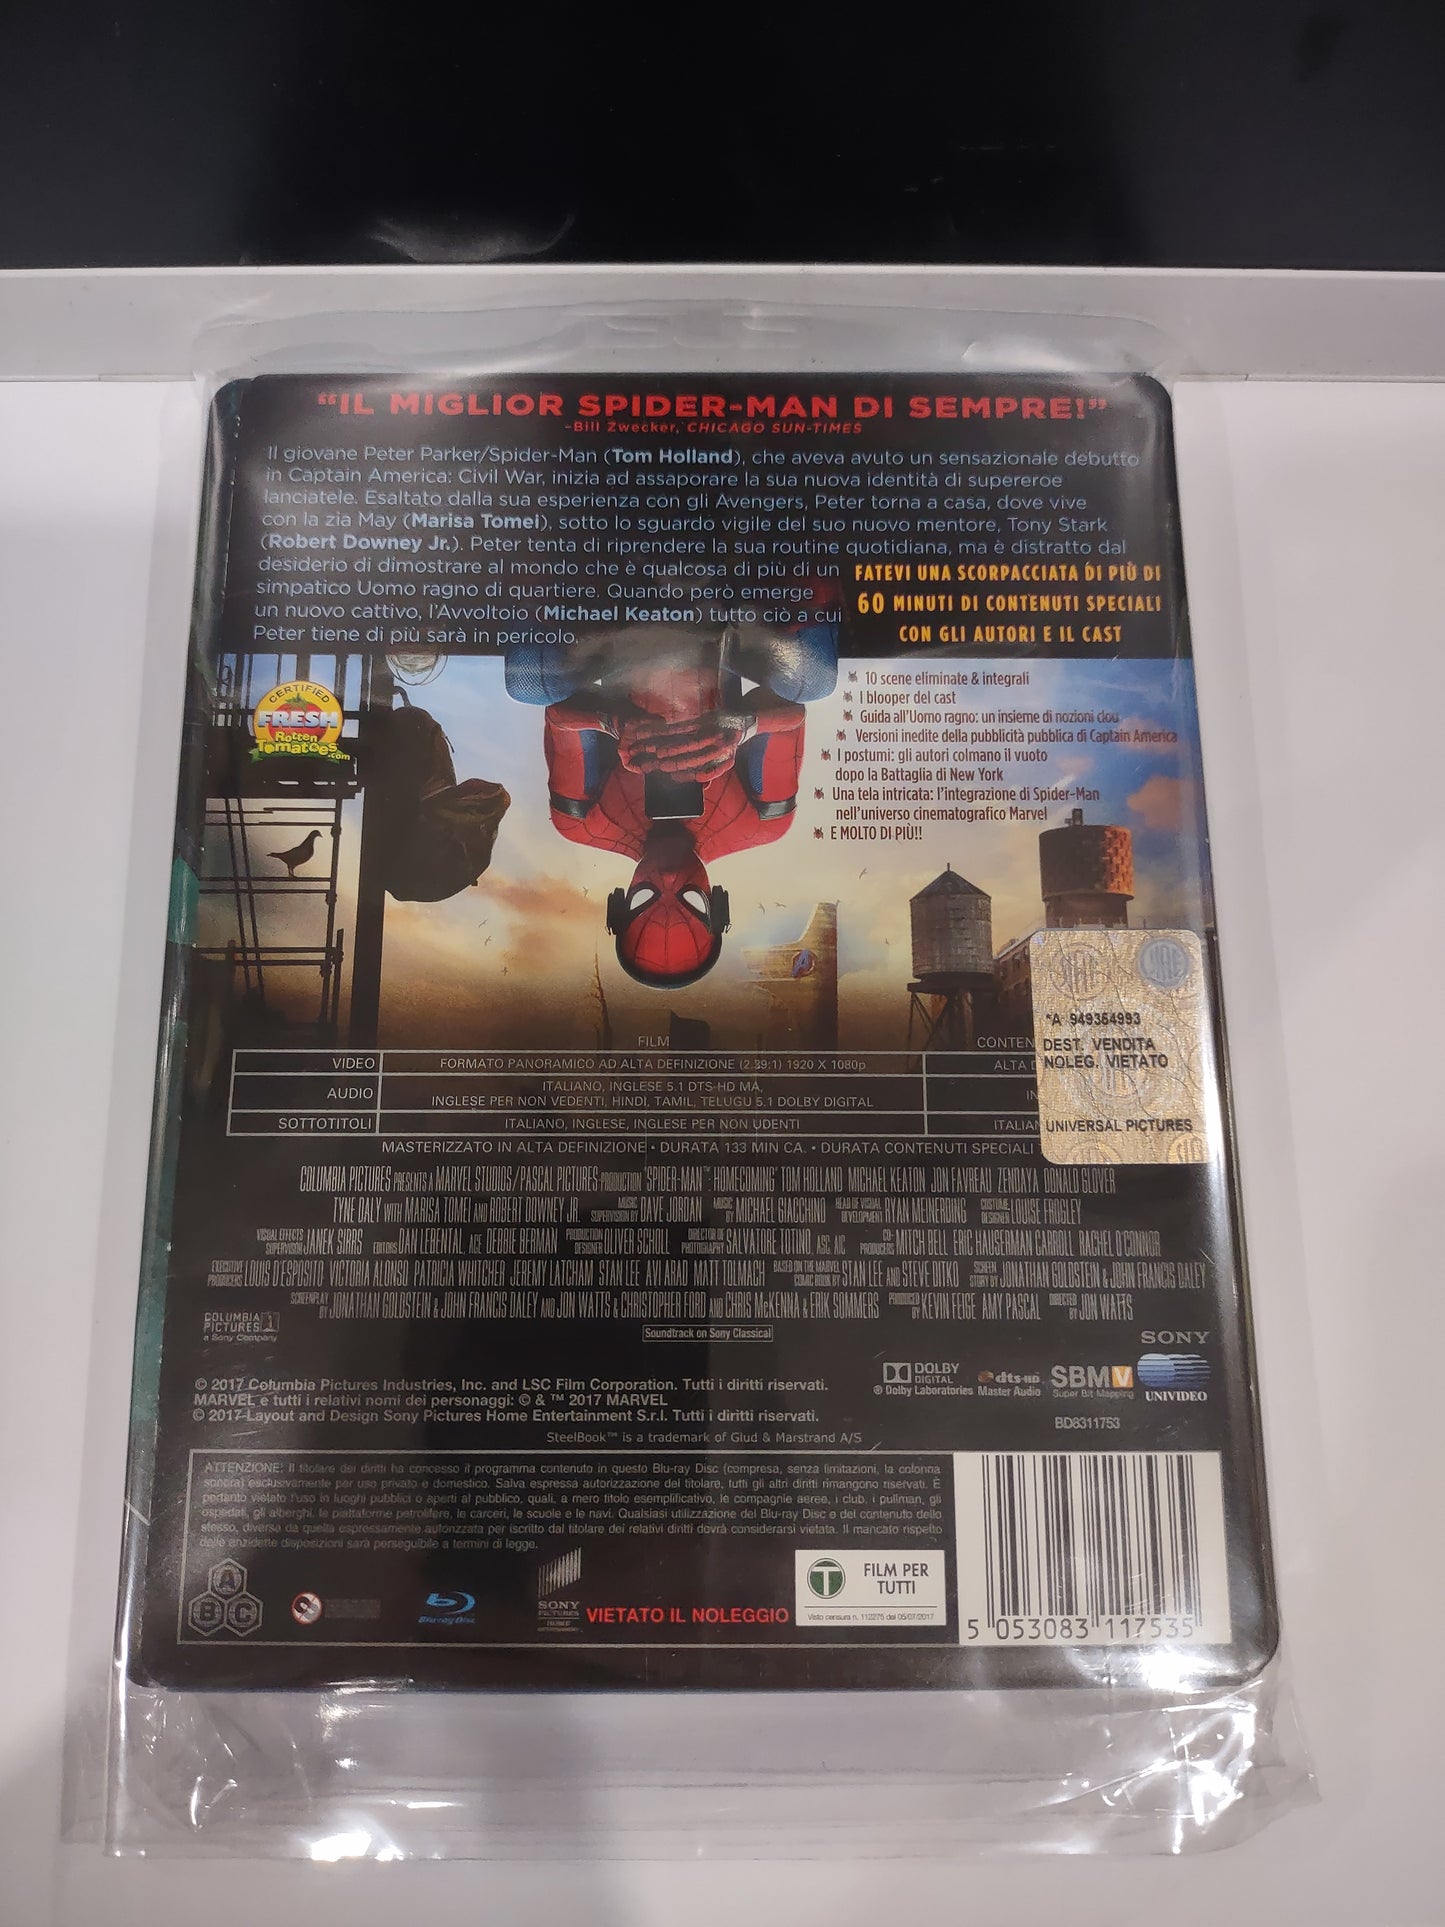 “IL MIGLIOR SPIDER-MAN DI SEMPRE!”
-Bill Zwecker, CHICAGO SUN-TIMES
Il giovane Peter Parker/Spider-Man (Tom Holland), che aveva avuto un sensazionale debutto
in Captain America: Civil War, inizia ad assaporare la sua nuova identità di supereroe
lanciatele. Esaltato dalla sua esperienza con gli Avengers, Peter torna a casa, dove vive
con la zia May (Marisa Tomei), sotto lo sguardo vigile del suo nuovo mentore, Tony Stark
(Robert Downey Jr.). Peter tenta di riprendere la sua routine quotidiana, ma è distratto dal
desiderio di dimostrare al mondo che è qualcosa di più di un
simpatico Uomo ragno di quartiere. Quando però emerge
un nuovo cattivo, l'Avvoltoio (Michael Keaton) tutto ciò a cui
Peter tiene di più sarà in pericolo.
FATEVI UNA SCORPACCIATA DI PIÙ DI
60 MINUTI DI CONTENUTI SPECIALI
CON GLI AUTORI E IL CAST
10 scene eliminate & integrali
I blooper del cast
Guida all'Uomo ragno: un insieme di nozioni clou
Versioni inedite della pubblicità pubblica di Captain America
I postumi: gli autori colmano il vuoto
dopo la Battaglia di New York
Una tela intricata: l'integrazione di Spider-Man
nell'universo cinematografico Marvel
E MOLTO DI PIÙ!!
CERTIFIED
FRESH
Rotten
Tomatoes.com
*A 949364993
DEST. VENDITA
NOLEG. VIETATO
UNIVERSAL PICTURES
FILM CONTEN
VIDEO FORMATO PANORAMICO AD ALTA DEFINIZIONE (2.39:1) 1920 X 1080p ALTA D
AUDIO ITALIANO, INGLESE 5.1 DTS-HD MA,
INGLESE PER NON VEDENTI, HINDI, TAMIL, TELUGU 5.1 DOLBY DIGITAL IN
SOTTOTITOLI ITALIANO, INGLESE, INGLESE PER NON UDENTI ITALIAN
MASTERIZZATO IN ALTA DEFINIZIONE • DURATA 133 MIN CA. • DURATA CONTENUTI SPECIALI
COLUMBIA PICTURES PRESENTS A MARVEL STUDIOS/PASCAL PICTURES PRODUCTION "SPIDER-MAN™: HOMECOMING" TOM HOLLAND MICHAEL KEATON JON FAVREAU ZENDAYA DONALD GLOVER
TYNE DALY WITH MARISA TOMEI AND ROBERT DOWNEY JR. MUSIC SUPERVISION BY DAVE JORDAN MUSIC BY MICHAEL GIACCHINO HEAD OF VISUAL DEVELOPMENT RYAN MEINERDING COSTUME DESIGNER LOUISE FROGLEY
VISUAL EFFECTS SUPERVISION JANEK SIRRS EDITORS DAN LEBENTAL, ACE DEBBIE BERMAN PRODUCTION DESIGNER OLIVER SCHOLL DIRECTOR OF PHOTOGRAPHY SALVATORE TOTINO, ASC, AIC CO-PRODUCERS MITCH BELL ERIC HAUSERMAN CARROLL RACHEL O'CONNOR
EXECUTIVE PRODUCERS LOUIS D'ESPOSITO VICTORIA ALONSO PATRICIA WHITCHER JEREMY LATCHAM STAN LEE AVI ARAD MATT TOLMACH BASED ON THE MARVEL COMIC BOOK BY STAN LEE AND STEVE DITKO SCREEN STORY BY JONATHAN GOLDSTEIN & JOHN FRANCIS DALEY
SCREENPLAY BY JONATHAN GOLDSTEIN & JOHN FRANCIS DALEY AND JON WATTS & CHRISTOPHER FORD AND CHRIS McKENNA & ERIK SOMMERS PRODUCED BY KEVIN FEIGE AMY PASCAL DIRECTED BY JON WATTS
COLUMBIA
PICTURES
a Sony Company
Soundtrack on Sony Classical
SONY
DOLBY
DIGITAL
® Dolby Laboratories
dts-HD
Master Audio
SBMV
Super Bit Mapping
UNIVIDEO
© 2017 Columbia Pictures Industries, Inc. and LSC Film Corporation. Tutti i diritti riservati.
MARVEL e tutti i relativi nomi dei personaggi: © & ™ 2017 MARVEL
© 2017 Layout and Design Sony Pictures Home Entertainment S.r.l. Tutti i diritti riservati.
BD8311753
SteelBook™ is a trademark of Glud & Marstrand A/S
ATTENZIONE: Il titolare dei diritti ha concesso il programma contenuto in questo Blu-ray Disc (compresa, senza limitazioni, la colonna
sonora) esclusivamente per uso privato e domestico. Salva espressa autorizzazione del titolare, tutti gli altri diritti rimangono riservati. È
pertanto vietato l'uso in luoghi pubblici o aperti al pubblico, quali, a mero titolo esemplificativo, le compagnie aeree, i club, i pullman, gli
ospedali, gli alberghi, le piattaforme petrolifere, le carceri, le scuole e le navi. Qualsiasi utilizzazione del Blu-ray Disc e del contenuto dello
stesso, diversa da quella espressamente autorizzata per iscritto dal titolare dei relativi diritti dovrà considerarsi vietata. Il mancato rispetto
delle anzidette disposizioni sarà perseguibile a termini di legge.
A
B C
Blu-ray Disc
SONY
PICTURES
VIETATO IL NOLEGGIO
T FILM PER
TUTTI
Visto censura n. 112275 del 05/07/2017
5 053083 117535